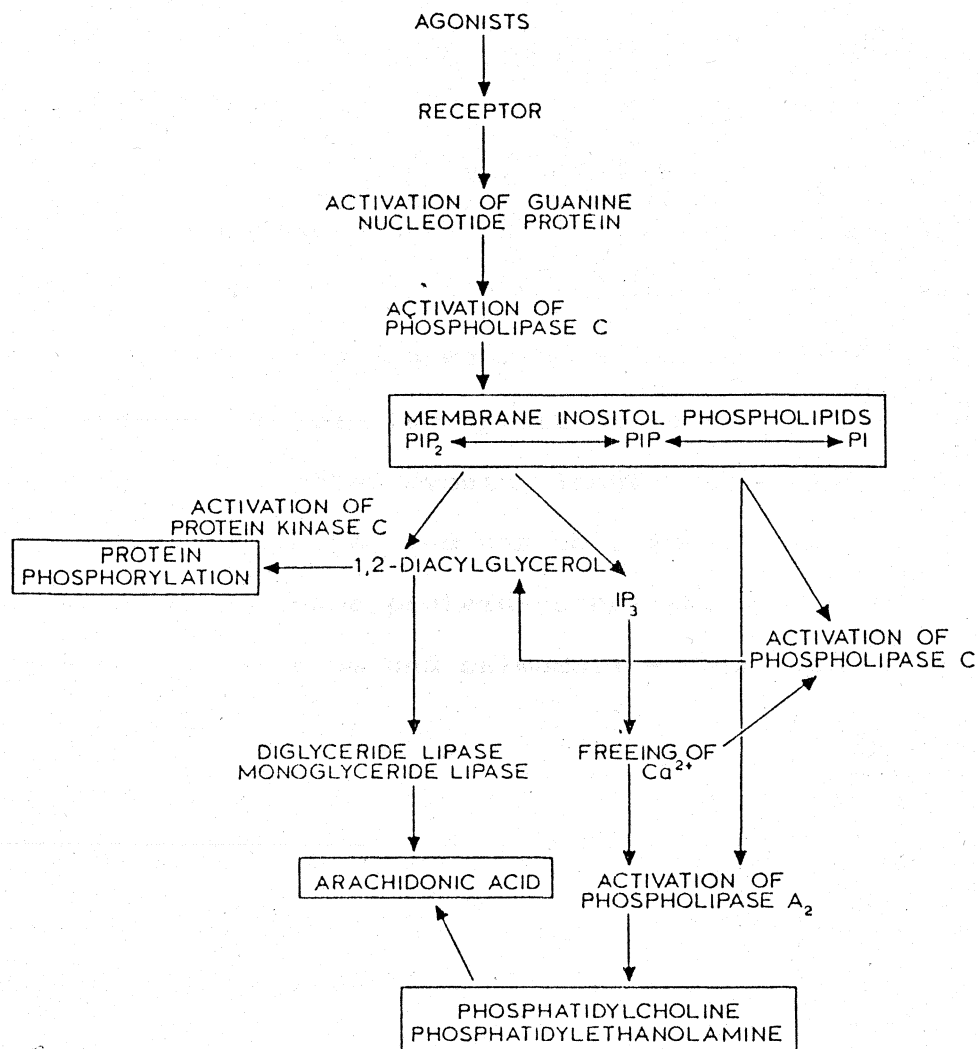 AGONISTS
RECEPTOR
ACTIVATION OF GUANINE
NUCLEOTIDE PROTEIN
ACTIVATION OF
PHOSPHOLIPASE C
MEMBRANE INOSITOL PHOSPHOLIPIDS
PIP₂ PIP PI
ACTIVATION OF
PROTEIN KINASE C
PROTEIN
PHOSPHORYLATION
1,2-DIACYLGLYCEROL
IP₃
ACTIVATION OF
PHOSPHOLIPASE C
DIGLYCERIDE LIPASE
MONOGLYCERIDE LIPASE
FREEING OF
Ca²⁺
ARACHIDONIC ACID
ACTIVATION OF
PHOSPHOLIPASE A₂
PHOSPHATIDYLCHOLINE
PHOSPHATIDYLETHANOLAMINE